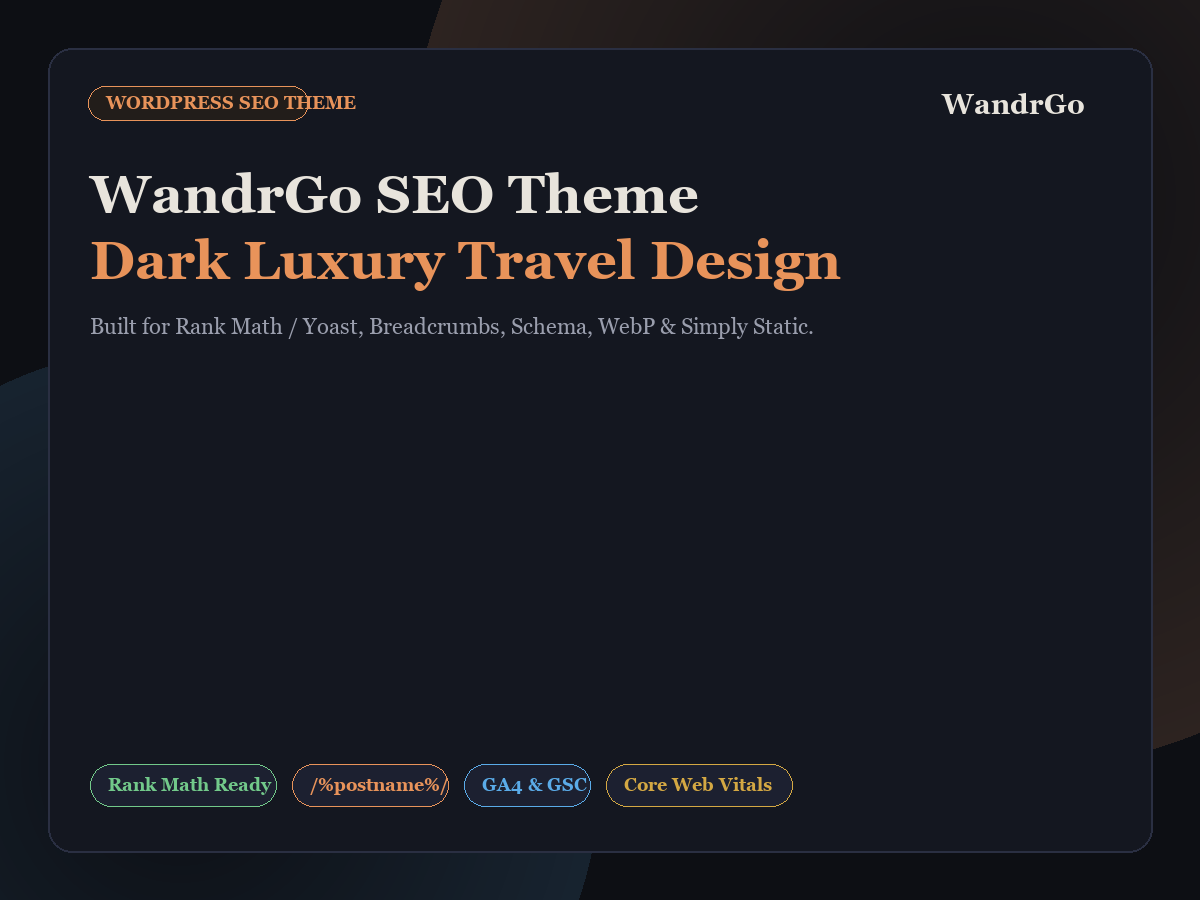 WORDPRESS SEO THEME
WandrGo
WandrGo SEO Theme
Dark Luxury Travel Design
Built for Rank Math / Yoast, Breadcrumbs, Schema, WebP & Simply Static.
Rank Math Ready
/%postname%/
GA4 & GSC
Core Web Vitals